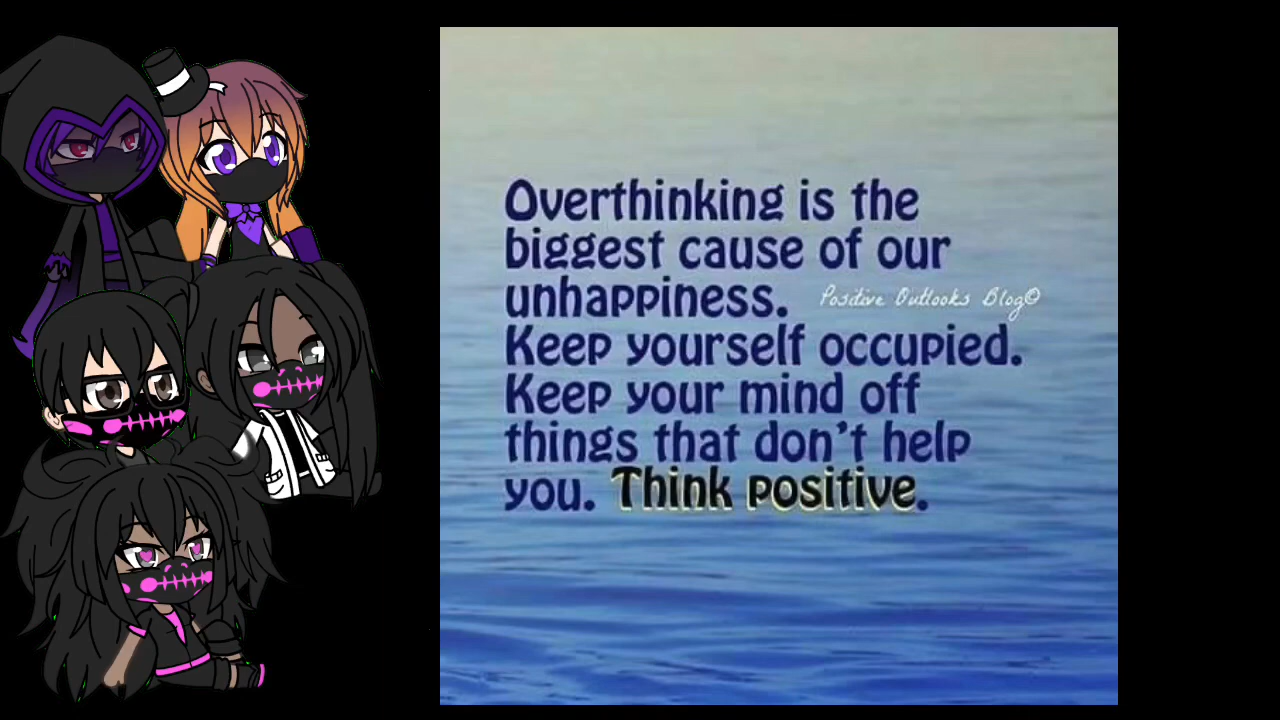 Overthinking is the
biggest cause of our
unhappiness. Positive Outlooks Blog©
Keep yourself occupied.
Keep your mind off
things that don't help
you. Think positive.